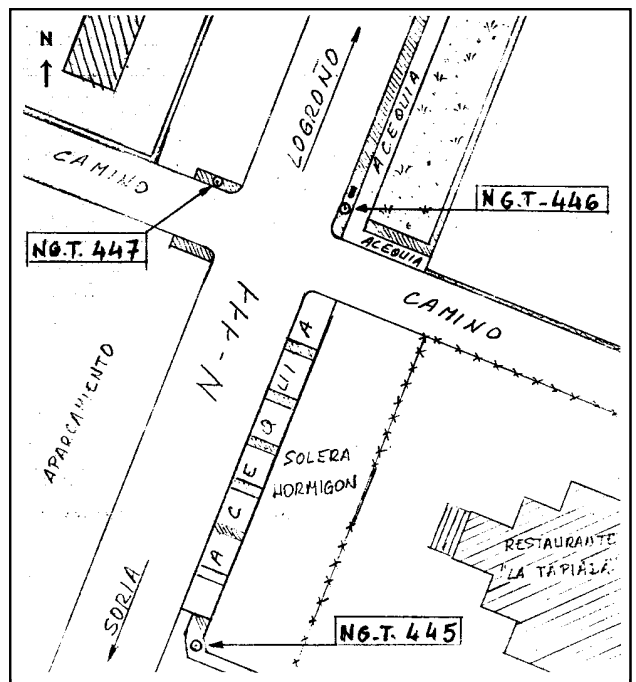 N
LOGROÑO
ACEQUIA
CAMINO
NG.T-446
NG.T. 447
ACEQUIA
CAMINO
N-111
APARCAMIENTO
ACEQUIA
SOLERA
HORMIGON
RESTAURANTE
"LA TAPIAZA"
SORIA
NG.T. 445